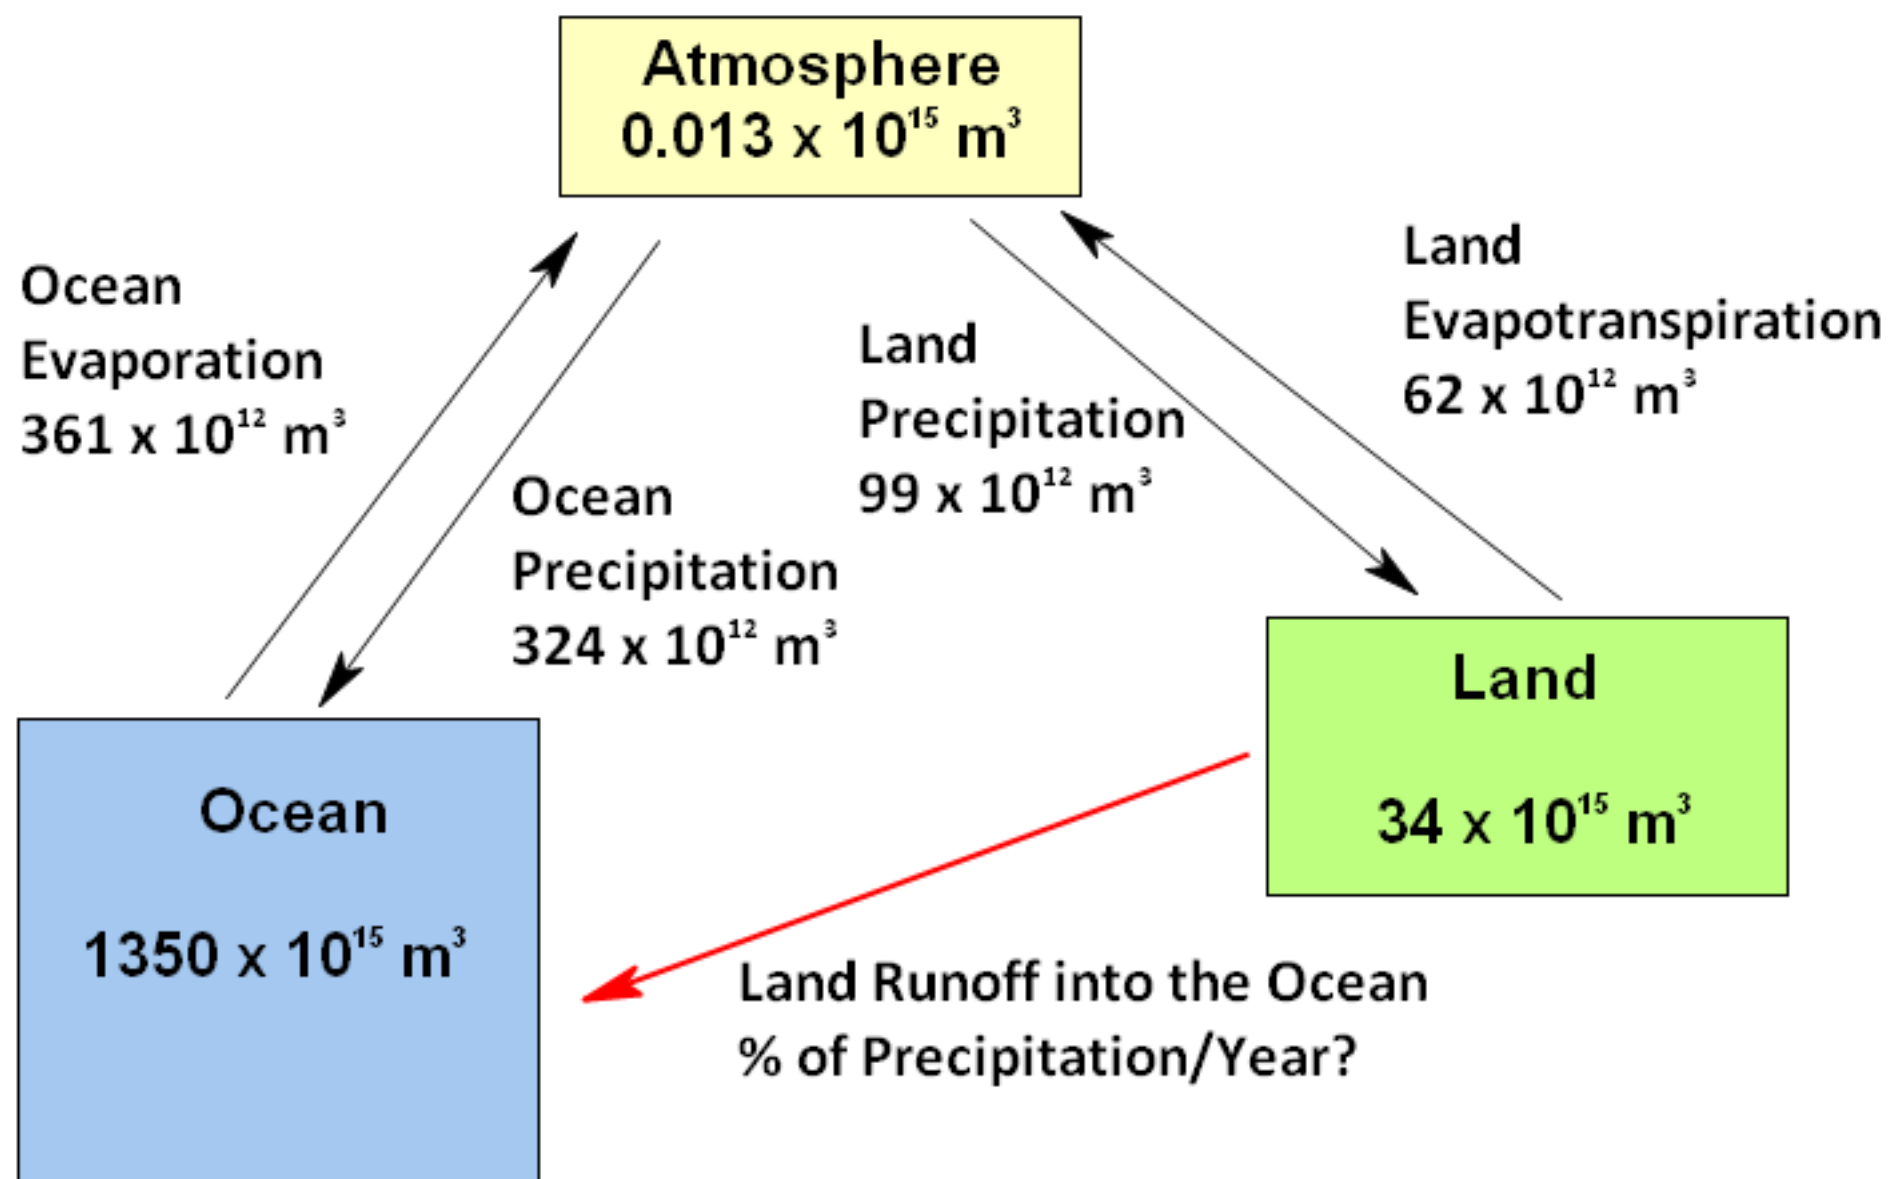 Atmosphere
0.013 x 10¹⁵ m³
Ocean
Evaporation
361 x 10¹² m³
Ocean
Precipitation
324 x 10¹² m³
Land
Precipitation
99 x 10¹² m³
Land
Evapotranspiration
62 x 10¹² m³
Ocean
1350 x 10¹⁵ m³
Land
34 x 10¹⁵ m³
Land Runoff into the Ocean
% of Precipitation/Year?